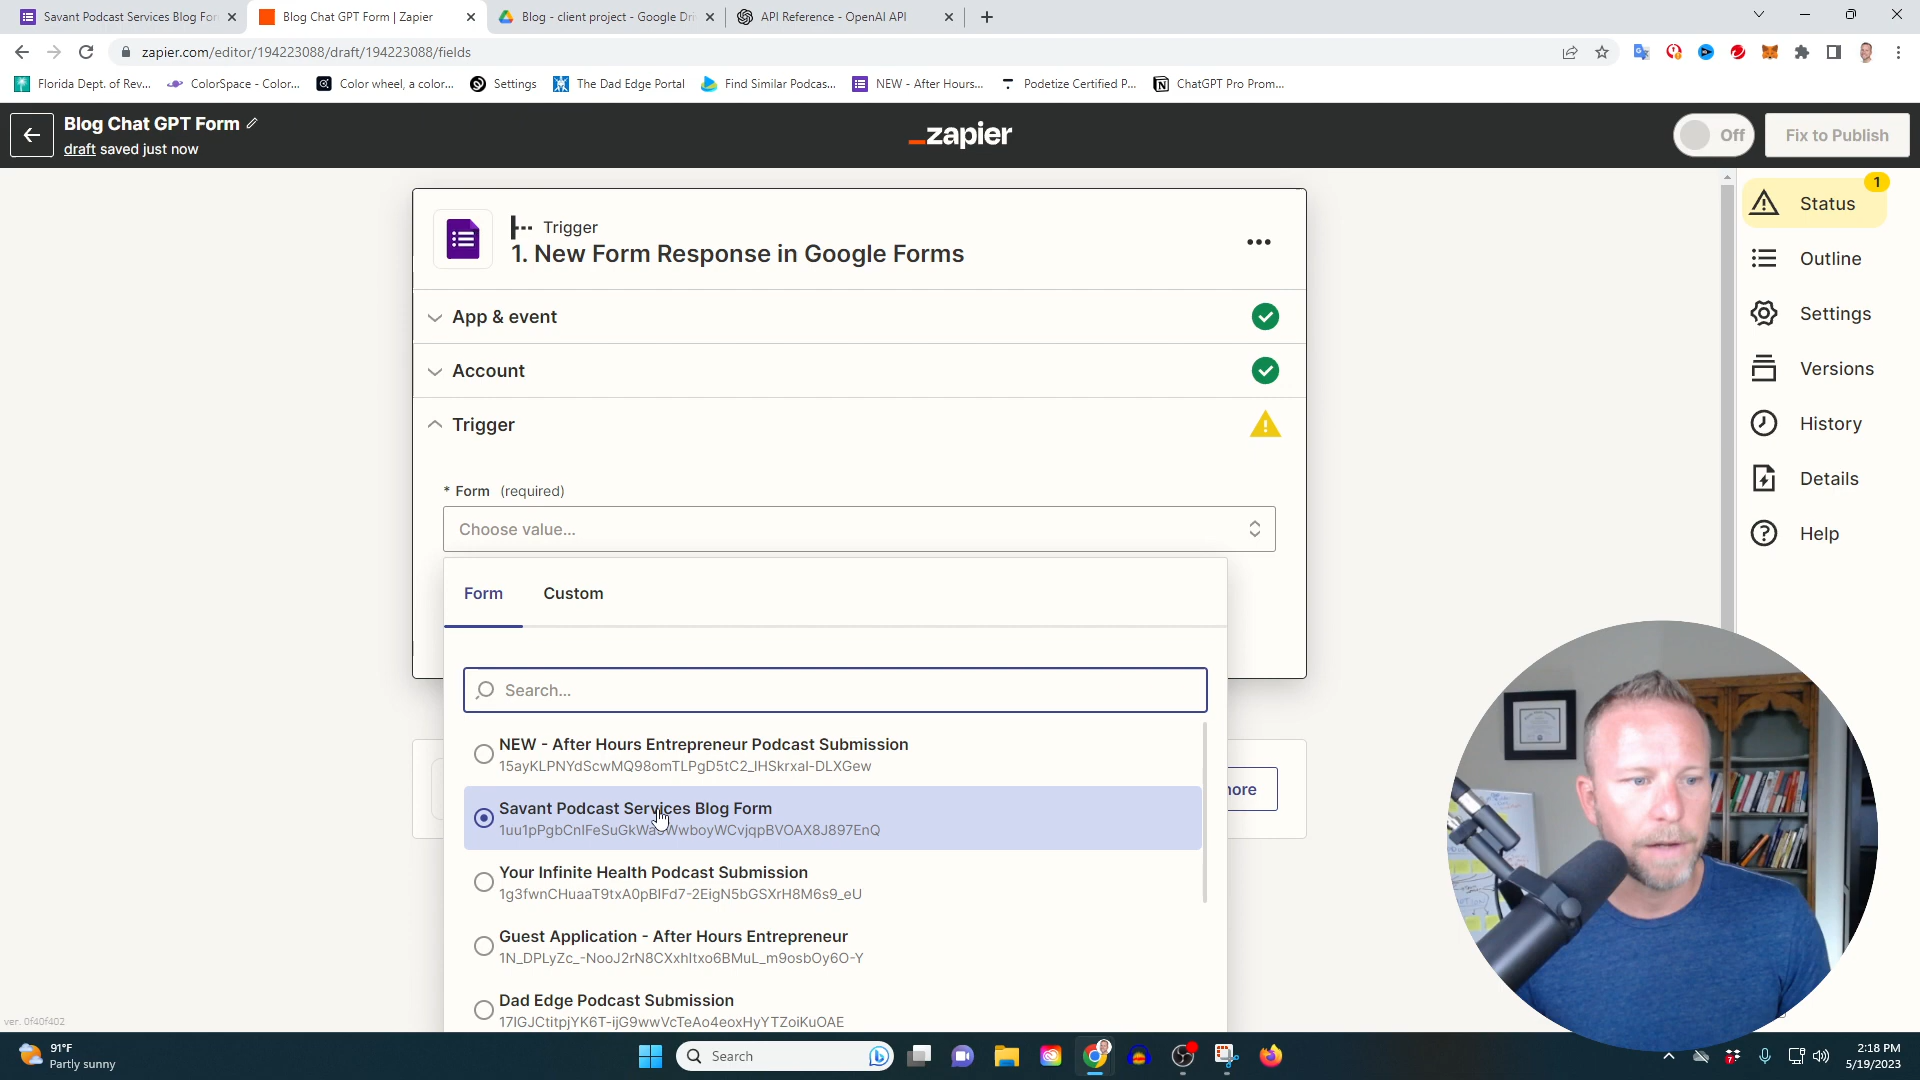 Savant Podcast Services Blog For
Blog Chat GPT Form | Zapier
Blog - client project - Google Dri
API Reference - OpenAI API
zapier.com/editor/194223088/draft/194223088/fields
Florida Dept. of Rev...
ColorSpace - Color...
Color wheel, a color...
Settings
The Dad Edge Portal
Find Similar Podcas...
NEW - After Hours...
Podetize Certified P...
ChatGPT Pro Prom...
Blog Chat GPT Form
draft saved just now
_zapier
Off
Fix to Publish
Trigger
1. New Form Response in Google Forms
App & event
Account
Trigger
* Form (required)
Choose value...
Form
Custom
Search...
NEW - After Hours Entrepreneur Podcast Submission
15ayKLPNYdScwMQ98omTLPgD5tC2_IHSkrxaI-DLXGew
Savant Podcast Services Blog Form
Your Infinite Health Podcast Submission
1g3fwnCHuaaT9txA0pBIFd7-2EigN5bGSXrH8M6s9_eU
Guest Application - After Hours Entrepreneur
1N_DPLyZc_-NooJ2rN8CXxhItxo6BMuL_m9osbOy6O-Y
Dad Edge Podcast Submission
17IGJCtitpjYK6T-ijG9wwVcTeAo4eoxHyYTZoiKuOAE
1
Status
Outline
Settings
Versions
History
Details
Help
ver. 0f40f402
91°F
Partly sunny
Search
2:18 PM
5/19/2023